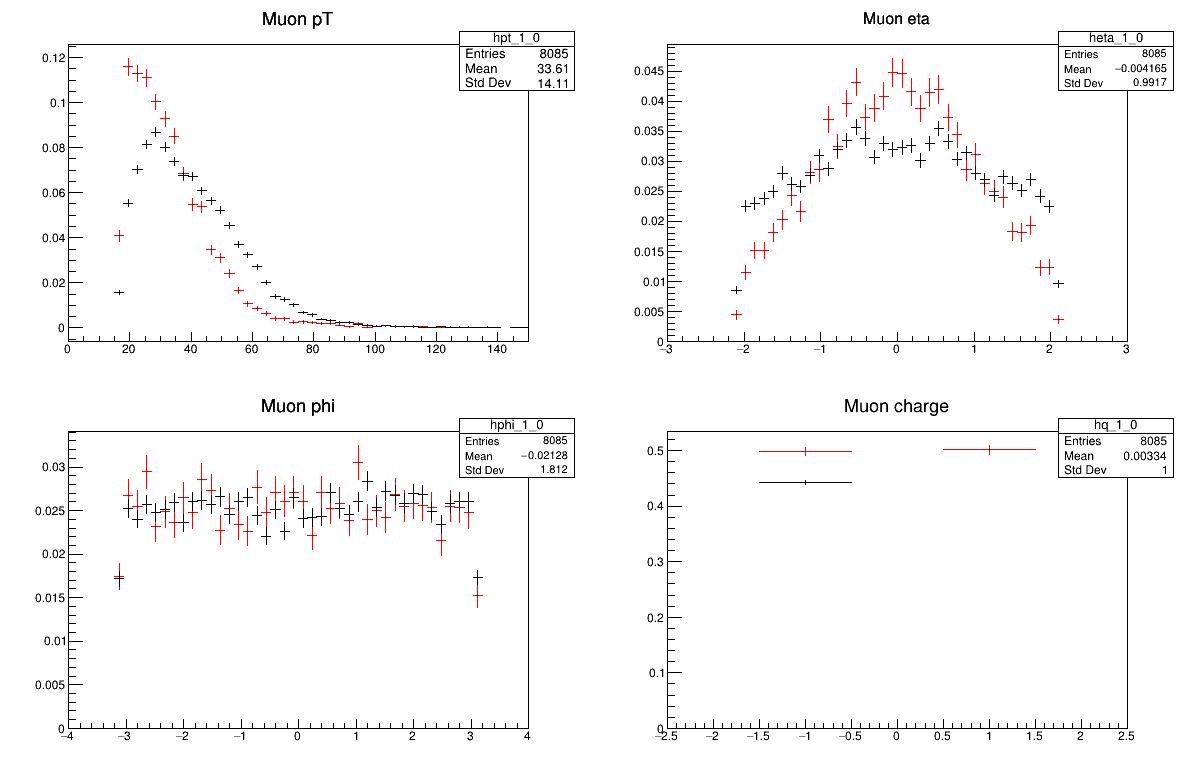 Muon pT
hpt_1_0
Entries 8085
Mean 33.61
Std Dev 14.11
0.12
0.1
0.08
0.06
0.04
0.02
0
0 20 40 60 80 100 120 140
Muon eta
heta_1_0
Entries 8085
Mean −0.004165
Std Dev 0.9917
0.045
0.04
0.035
0.03
0.025
0.02
0.015
0.01
0.005
0
−3 −2 −1 0 1 2 3
Muon phi
hphi_1_0
Entries 8085
Mean −0.02128
Std Dev 1.812
0.03
0.025
0.02
0.015
0.01
0.005
0
−4 −3 −2 −1 0 1 2 3 4
Muon charge
hq_1_0
Entries 8085
Mean 0.00334
Std Dev 1
0.5
0.4
0.3
0.2
0.1
0
−2.5 −2 −1.5 −1 −0.5 0 0.5 1 1.5 2 2.5